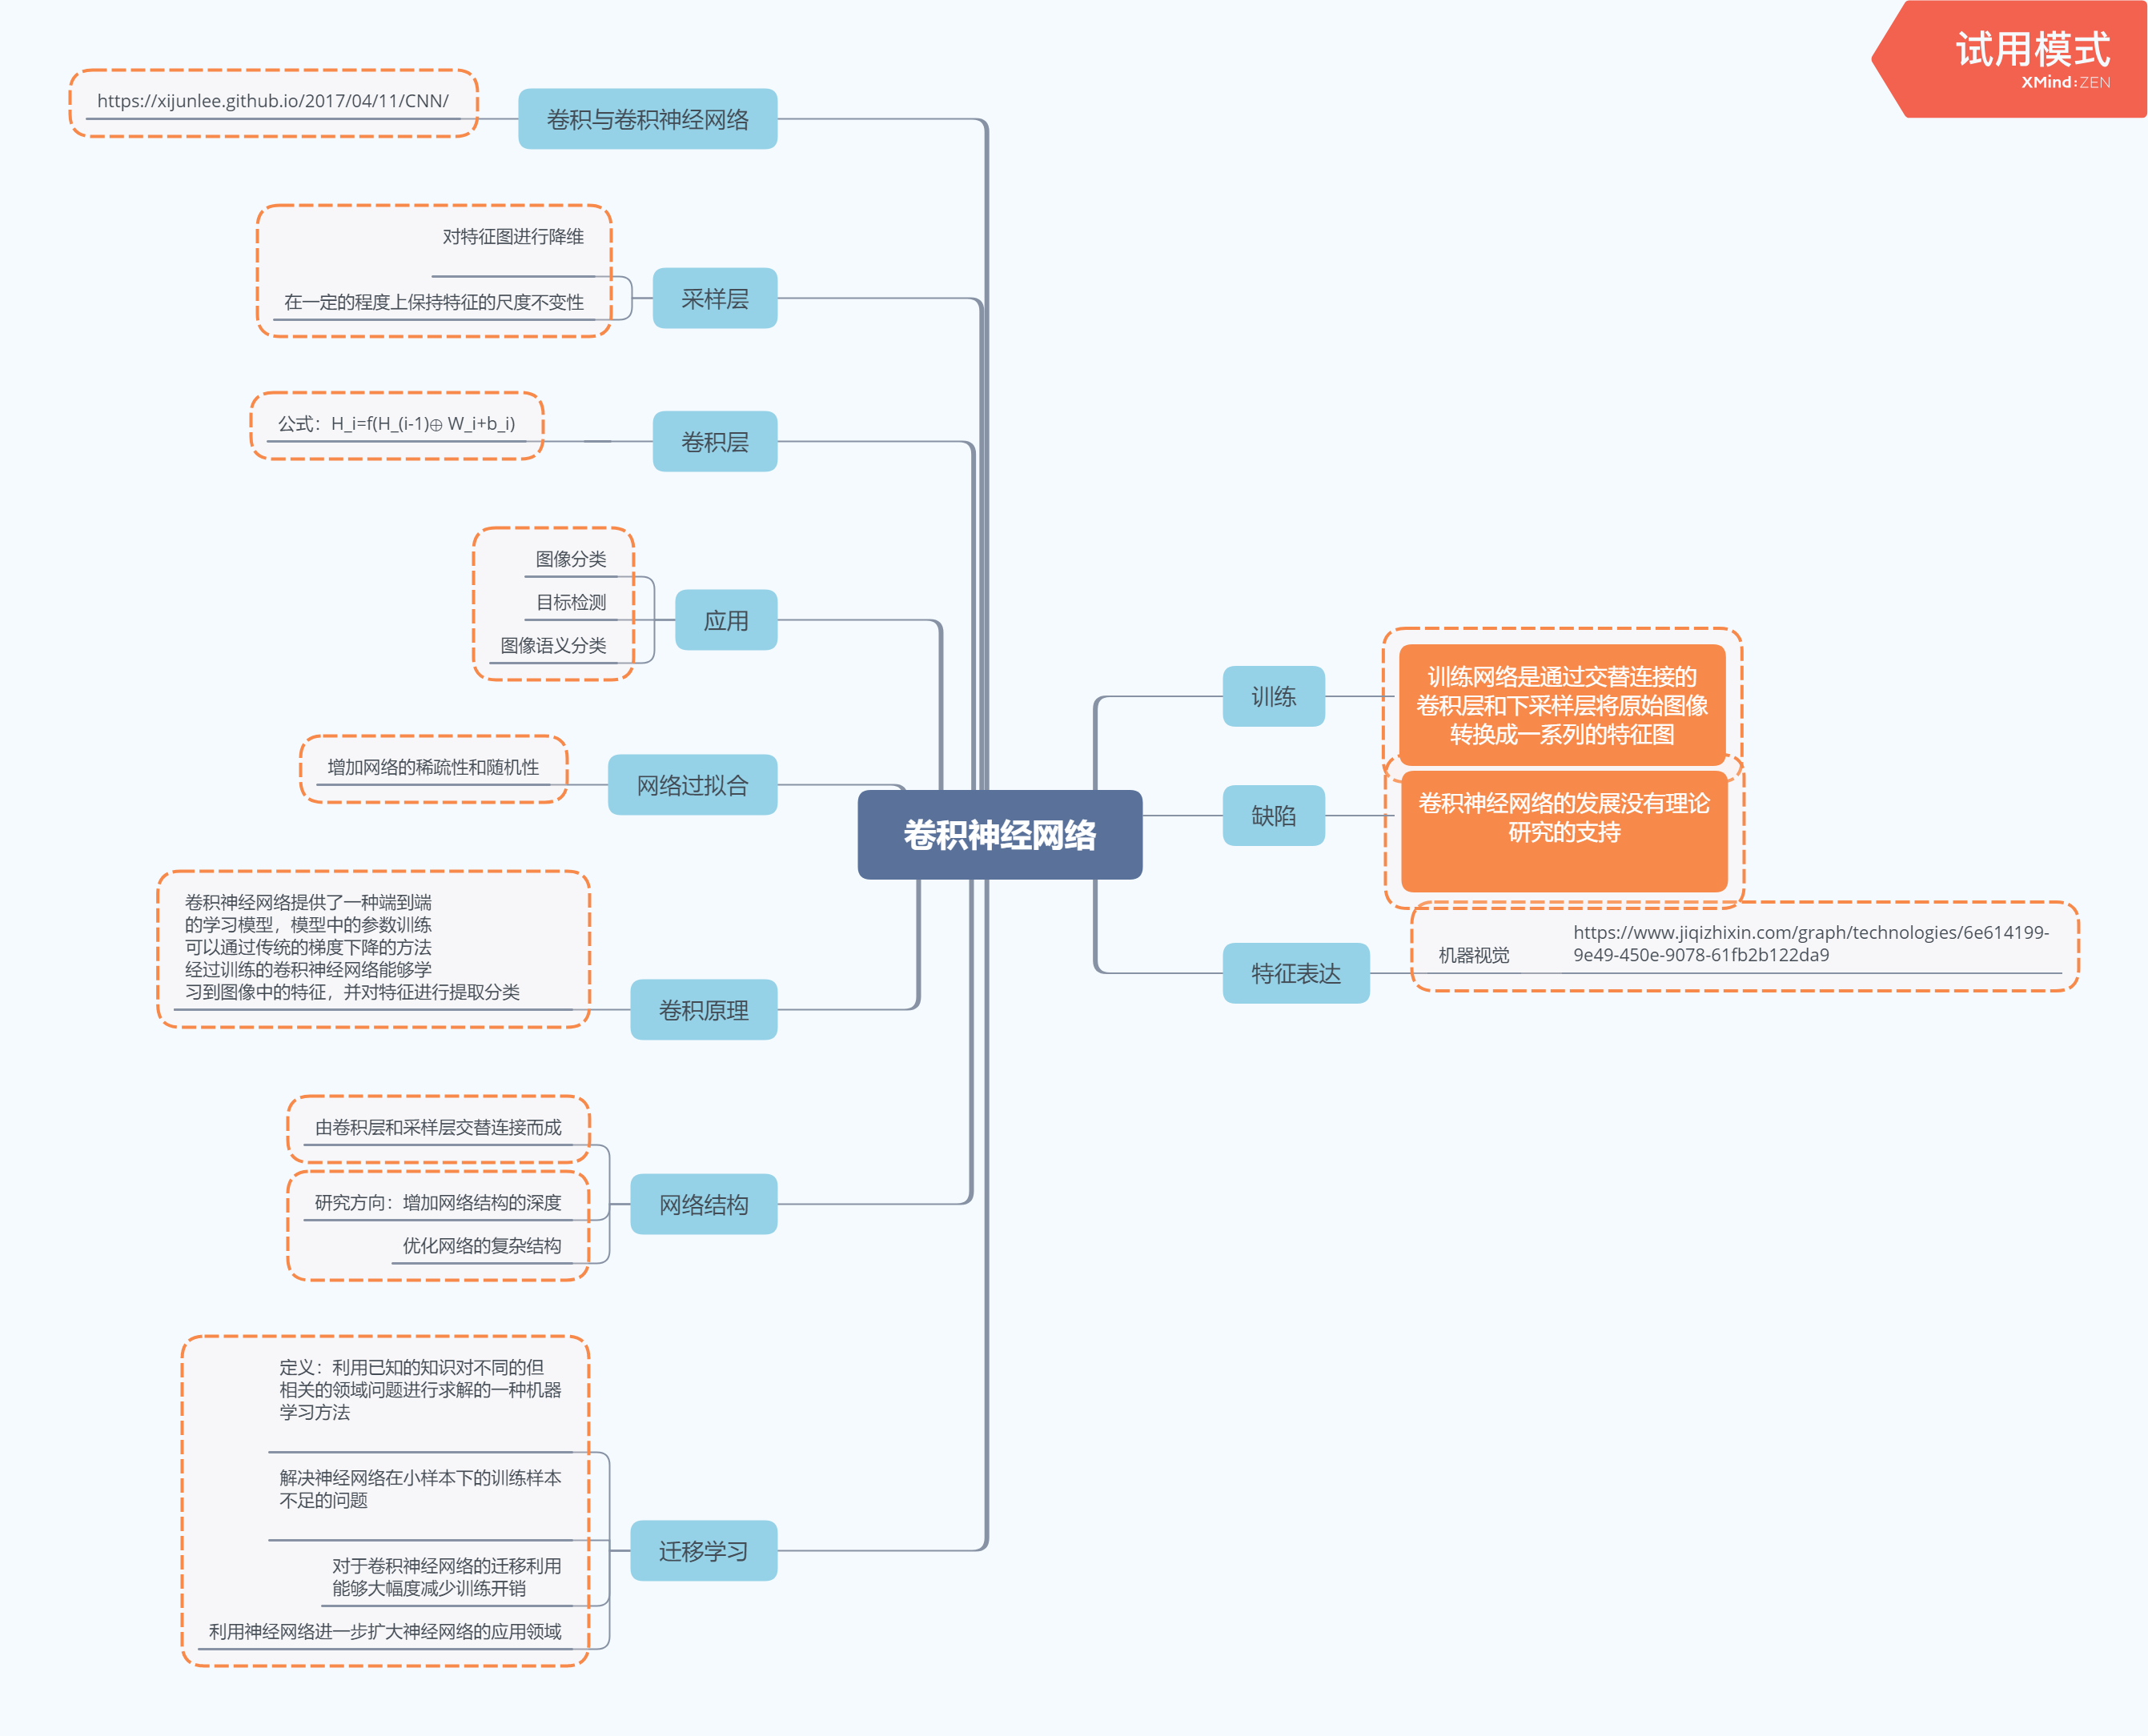 试用模式
XMind:ZEN
https://xijunlee.github.io/2017/04/11/CNN/
卷积与卷积神经网络
对特征图进行降维
在一定的程度上保持特征的尺度不变性
采样层
公式：H_i=f(H_(i-1)⊕ W_i+b_i)
卷积层
图像分类
目标检测
图像语义分类
应用
增加网络的稀疏性和随机性
网络过拟合
卷积神经网络提供了一种端到端
的学习模型，模型中的参数训练
可以通过传统的梯度下降的方法
经过训练的卷积神经网络能够学
习到图像中的特征，并对特征进行提取分类
卷积原理
由卷积层和采样层交替连接而成
研究方向：增加网络结构的深度
优化网络的复杂结构
网络结构
定义：利用已知的知识对不同的但
相关的领域问题进行求解的一种机器
学习方法
解决神经网络在小样本下的训练样本
不足的问题
对于卷积神经网络的迁移利用
能够大幅度减少训练开销
利用神经网络进一步扩大神经网络的应用领域
迁移学习
卷积神经网络
训练
训练网络是通过交替连接的
卷积层和下采样层将原始图像
转换成一系列的特征图
缺陷
卷积神经网络的发展没有理论
研究的支持
特征表达
机器视觉
https://www.jiqizhixin.com/graph/technologies/6e614199-
9e49-450e-9078-61fb2b122da9